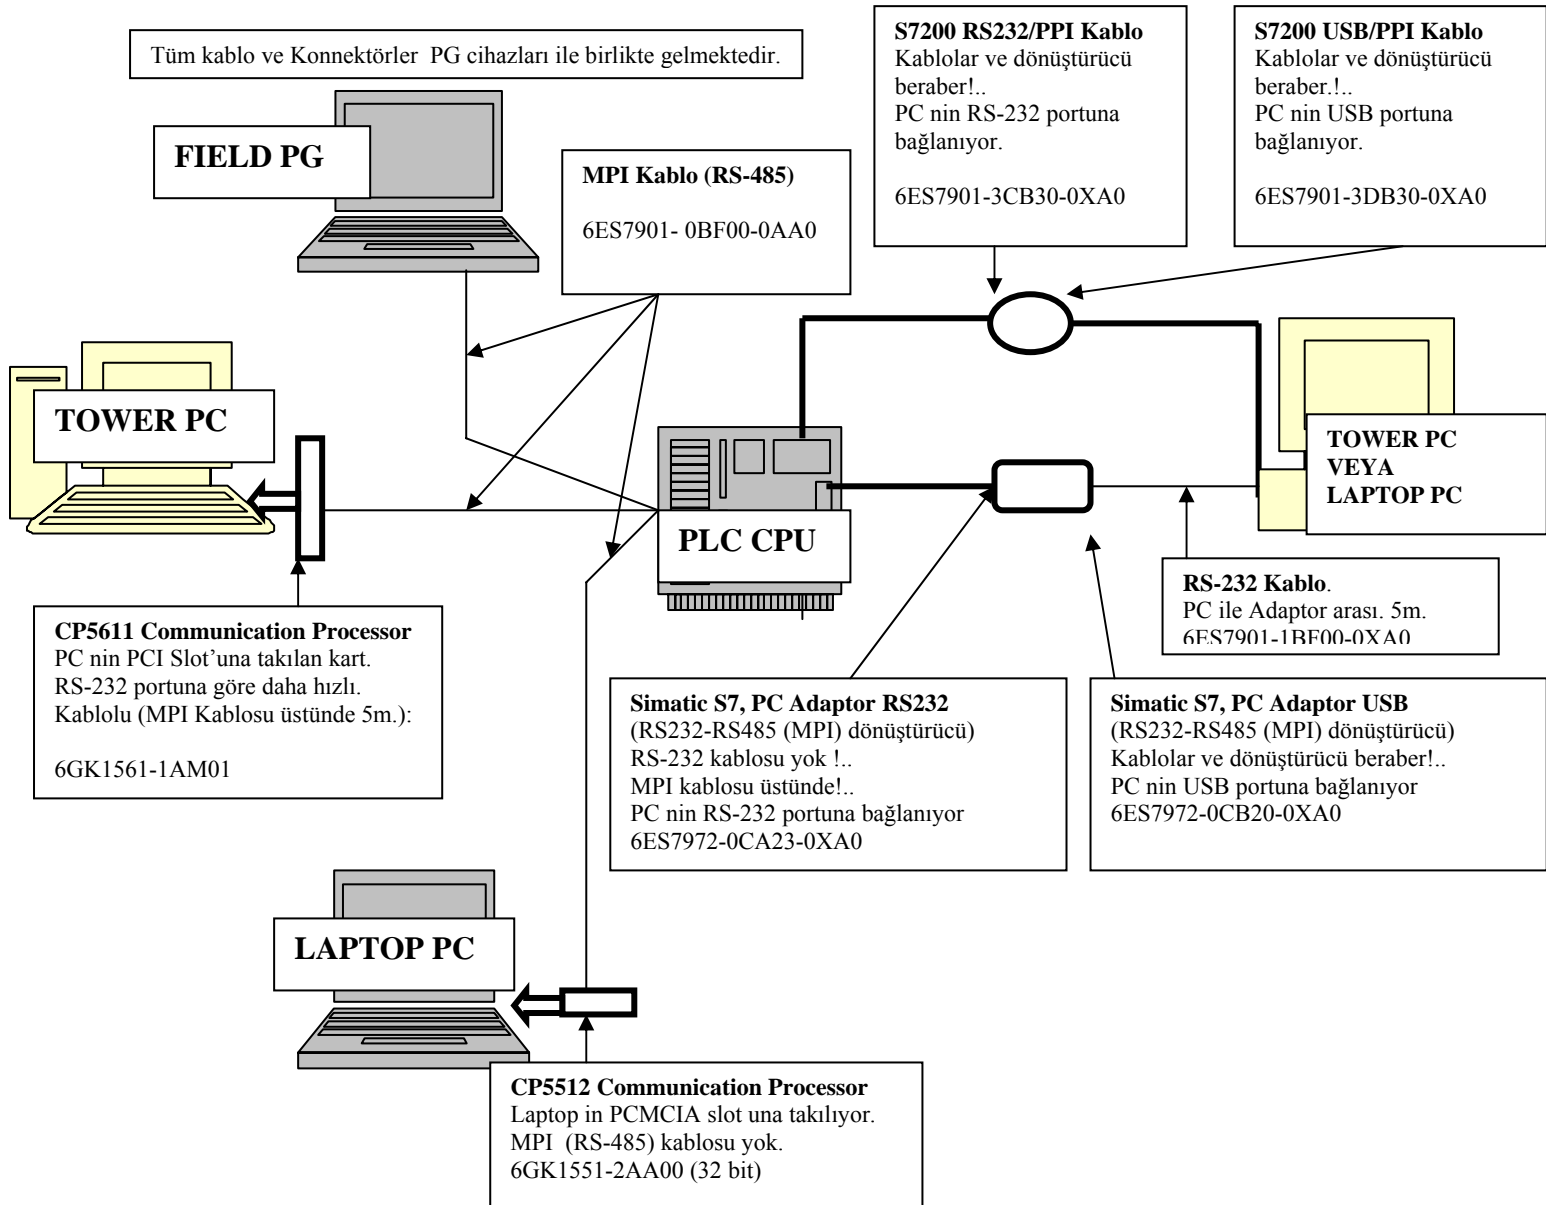 Tüm kablo ve Konnektörler PG cihazları ile birlikte gelmektedir.
S7200 RS232/PPI Kablo
Kablolar ve dönüştürücü
beraber!..
PC nin RS-232 portuna
bağlanıyor.
6ES7901-3CB30-0XA0
S7200 USB/PPI Kablo
Kablolar ve dönüştürücü
beraber.!..
PC nin USB portuna
bağlanıyor.
6ES7901-3DB30-0XA0
FIELD PG
MPI Kablo (RS-485)
6ES7901- 0BF00-0AA0
TOWER PC
TOWER PC
VEYA
LAPTOP PC
PLC CPU
RS-232 Kablo.
PC ile Adaptor arası. 5m.
6ES7901-1BF00-0XA0
CP5611 Communication Processor
PC nin PCI Slot’una takılan kart.
RS-232 portuna göre daha hızlı.
Kablolu (MPI Kablosu üstünde 5m.):
6GK1561-1AM01
Simatic S7, PC Adaptor RS232
(RS232-RS485 (MPI) dönüştürücü)
RS-232 kablosu yok !..
MPI kablosu üstünde!..
PC nin RS-232 portuna bağlanıyor
6ES7972-0CA23-0XA0
Simatic S7, PC Adaptor USB
(RS232-RS485 (MPI) dönüştürücü)
Kablolar ve dönüştürücü beraber!..
PC nin USB portuna bağlanıyor
6ES7972-0CB20-0XA0
LAPTOP PC
CP5512 Communication Processor
Laptop in PCMCIA slot una takılıyor.
MPI (RS-485) kablosu yok.
6GK1551-2AA00 (32 bit)